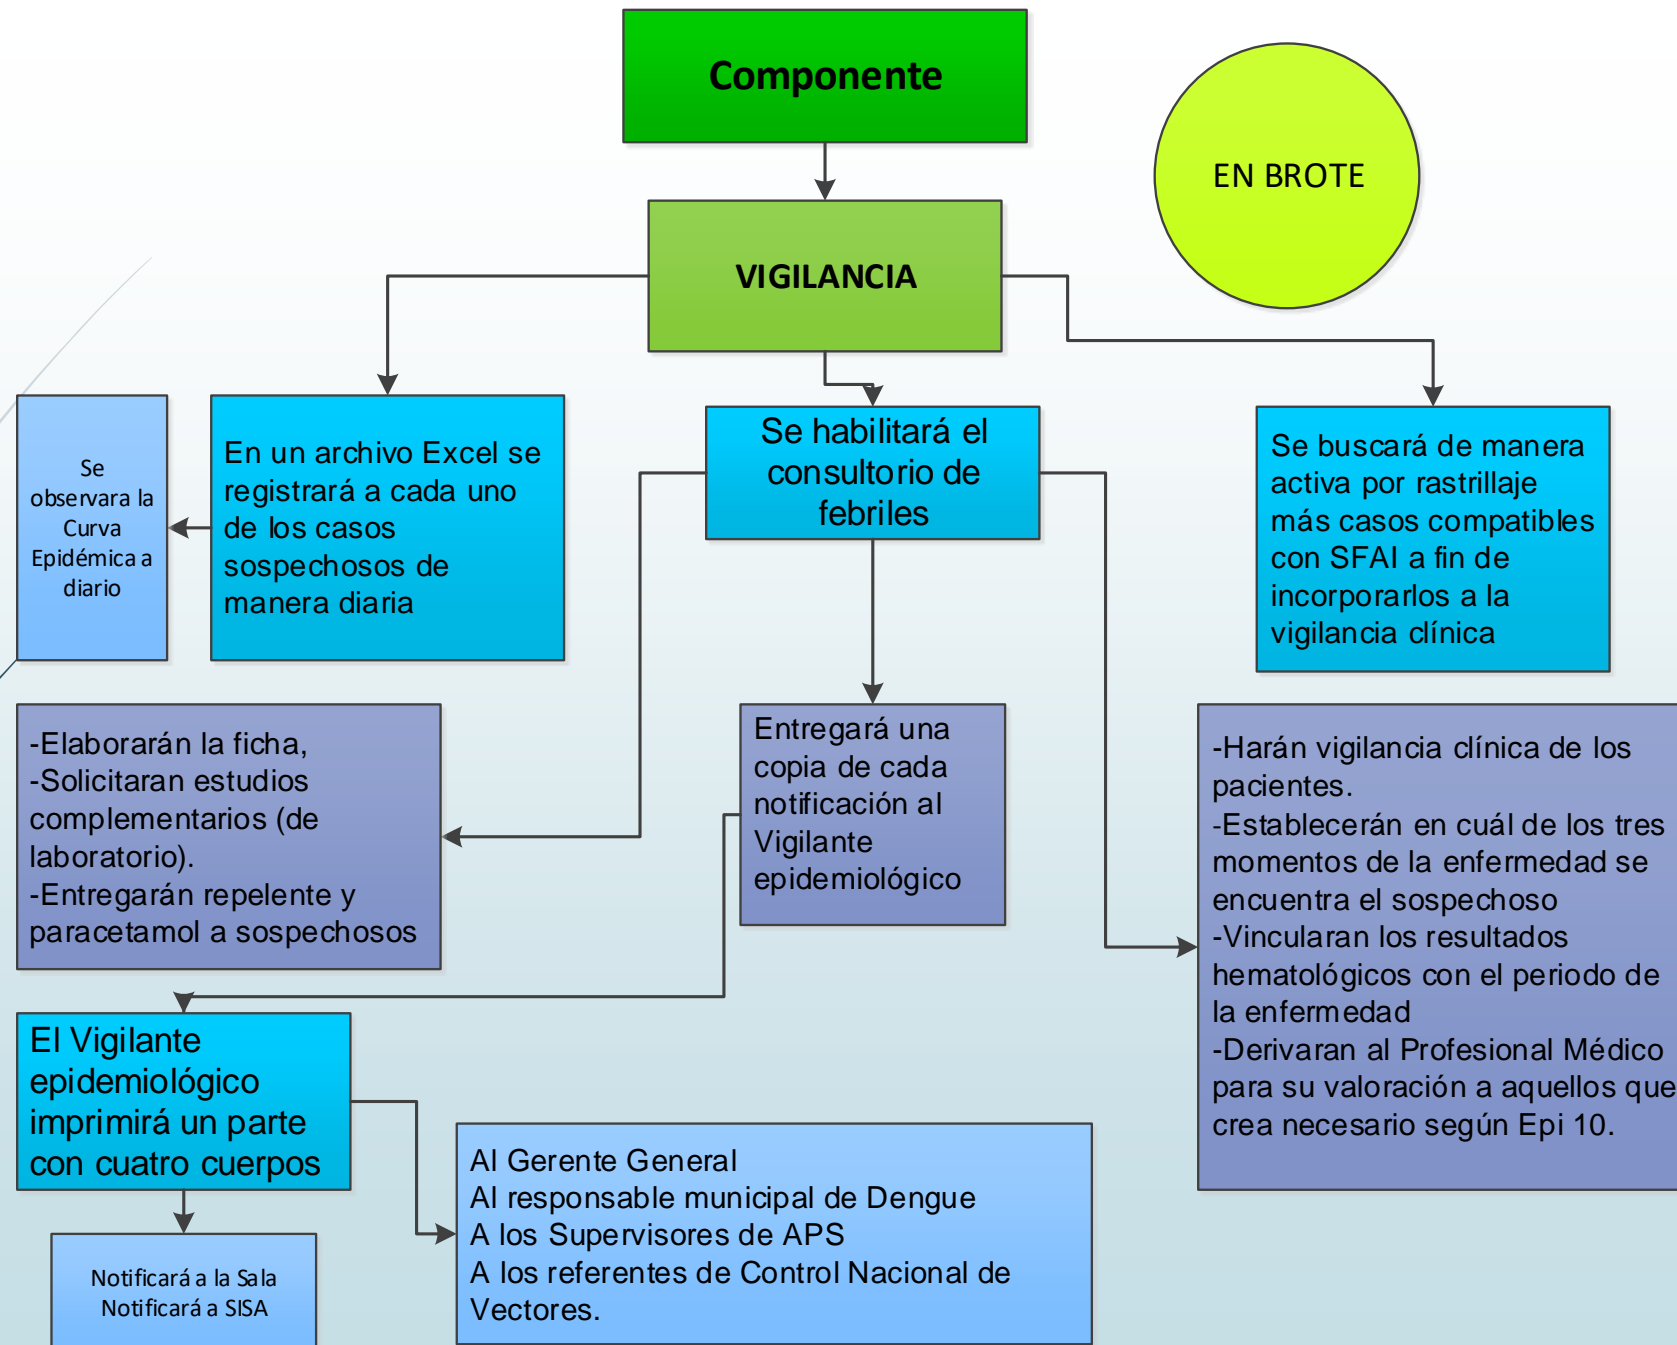 Componente
EN BROTE
VIGILANCIA
Se
observara la
Curva
Epidémica a
diario
En un archivo Excel se
registrará a cada uno
de los casos
sospechosos de
manera diaria
Se habilitará el
consultorio de
febriles
Se buscará de manera
activa por rastrillaje
más casos compatibles
con SFAI a fin de
incorporarlos a la
vigilancia clínica
-Elaborarán la ficha,
-Solicitaran estudios
complementarios (de
laboratorio).
-Entregarán repelente y
paracetamol a sospechosos
Entregará una
copia de cada
notificación al
Vigilante
epidemiológico
-Harán vigilancia clínica de los
pacientes.
-Establecerán en cuál de los tres
momentos de la enfermedad se
encuentra el sospechoso
-Vincularan los resultados
hematológicos con el periodo de
la enfermedad
-Derivaran al Profesional Médico
para su valoración a aquellos que
crea necesario según Epi 10.
El Vigilante
epidemiológico
imprimirá un parte
con cuatro cuerpos
Al Gerente General
Al responsable municipal de Dengue
A los Supervisores de APS
A los referentes de Control Nacional de
Vectores.
Notificará a la Sala
Notificará a SISA